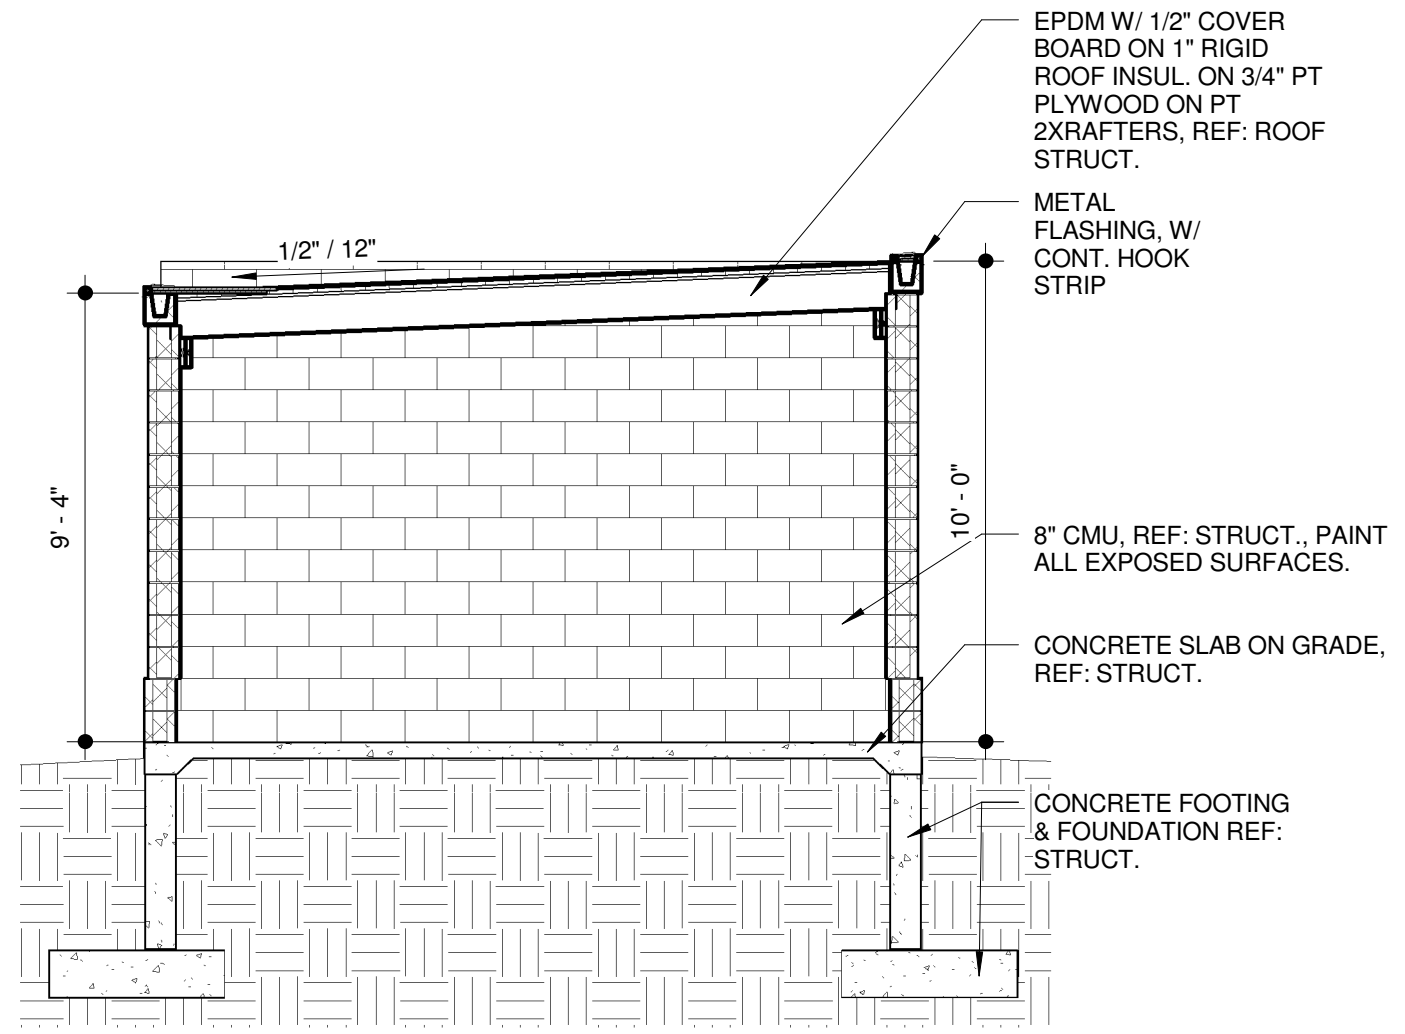 EPDM W/ 1/2" COVER
BOARD ON 1" RIGID
ROOF INSUL. ON 3/4" PT
PLYWOOD ON PT
2XRAFTERS, REF: ROOF
STRUCT.
METAL
FLASHING, W/
CONT. HOOK
STRIP
1/2" / 12"
9' - 4"
10' - 0"
8" CMU, REF: STRUCT., PAINT
ALL EXPOSED SURFACES.
CONCRETE SLAB ON GRADE,
REF: STRUCT.
CONCRETE FOOTING
& FOUNDATION REF:
STRUCT.